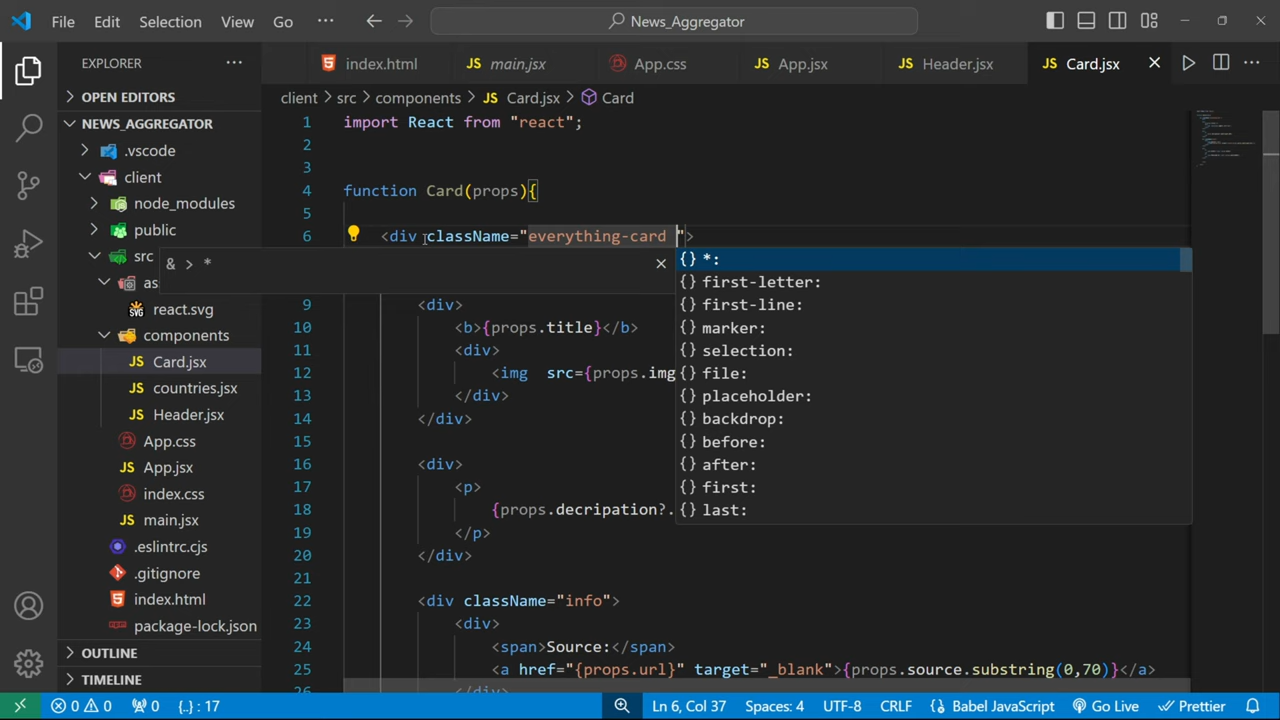 File Edit Selection View Go ··· News_Aggregator
EXPLORER ··· index.html main.jsx App.css App.jsx Header.jsx Card.jsx ···
OPEN EDITORS
NEWS_AGGREGATOR
.vscode
client
node_modules
public
src
as
react.svg
components
Card.jsx
countries.jsx
Header.jsx
App.css
App.jsx
index.css
main.jsx
.eslintrc.cjs
.gitignore
index.html
package-lock.json
OUTLINE
TIMELINE
client > src > components > JS Card.jsx > Card
1 import React from "react";
2
3
4 function Card(props){
5
6 <div className="everything-card ">
& > *
*:
first-letter:
first-line:
marker:
selection:
file:
placeholder:
backdrop:
before:
after:
first:
last:
9 <div>
10 <b>{props.title}</b>
11 <div>
12 <img src={props.img
13 </div>
14 </div>
15
16 <div>
17 <p>
18 {props.decripation?.
19 </p>
20 </div>
21
22 <div className="info">
23 <div>
24 <span>Source:</span>
25 <a href="{props.url}" target="_blank">{props.source.substring(0,70)}</a>
26 </div>
0 0 0 {..} : 17 Ln 6, Col 37 Spaces: 4 UTF-8 CRLF Babel JavaScript Go Live Prettier